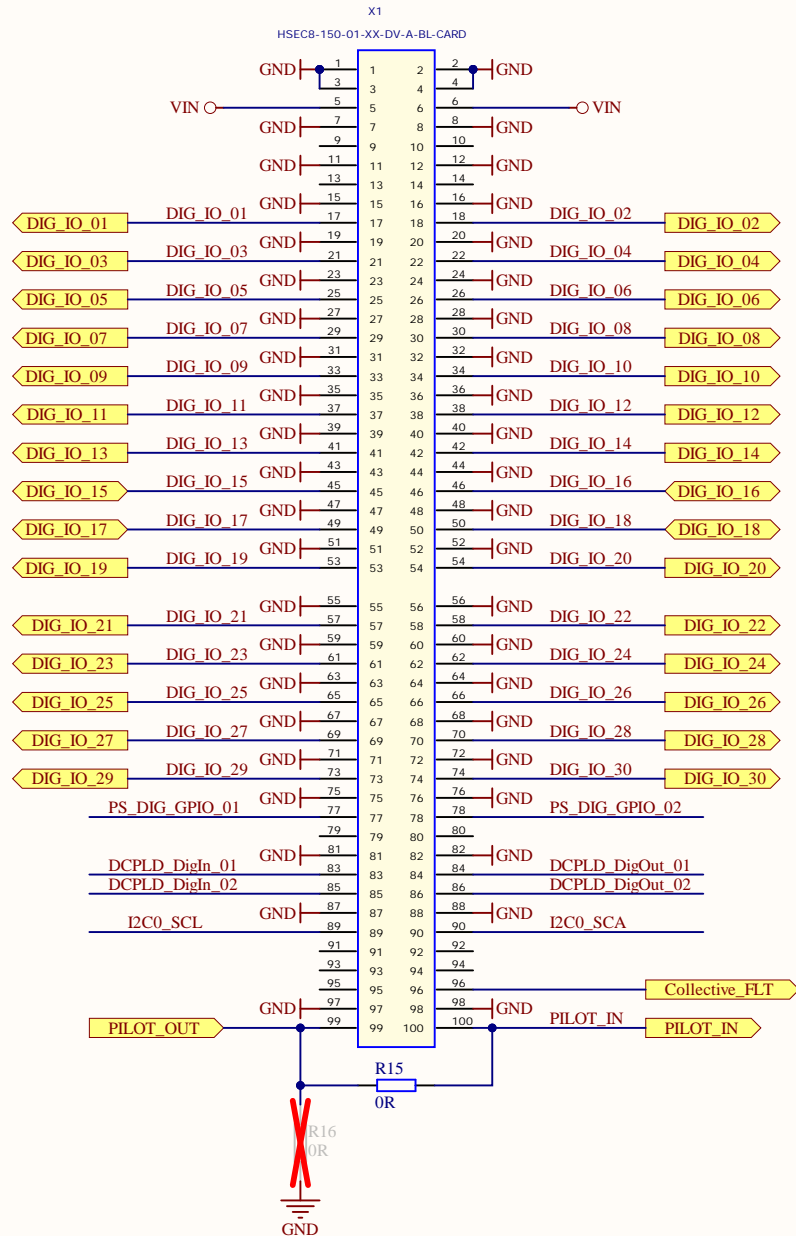 X1
HSEC8-150-01-XX-DV-A-BL-CARD
GND 1 1 2 2 GND
3 3 4 4
VIN 5 5 6 6 VIN
GND 7 7 8 8 GND
9 9 10 10
GND 11 11 12 12 GND
13 13 14 14
GND 15 15 16 16 GND
DIG_IO_01 DIG_IO_01 17 17 18 18 DIG_IO_02 DIG_IO_02
GND 19 19 20 20 GND
DIG_IO_03 DIG_IO_03 21 21 22 22 DIG_IO_04 DIG_IO_04
GND 23 23 24 24 GND
DIG_IO_05 DIG_IO_05 25 25 26 26 DIG_IO_06 DIG_IO_06
GND 27 27 28 28 GND
DIG_IO_07 DIG_IO_07 29 29 30 30 DIG_IO_08 DIG_IO_08
GND 31 31 32 32 GND
DIG_IO_09 DIG_IO_09 33 33 34 34 DIG_IO_10 DIG_IO_10
GND 35 35 36 36 GND
DIG_IO_11 DIG_IO_11 37 37 38 38 DIG_IO_12 DIG_IO_12
GND 39 39 40 40 GND
DIG_IO_13 DIG_IO_13 41 41 42 42 DIG_IO_14 DIG_IO_14
GND 43 43 44 44 GND
DIG_IO_15 DIG_IO_15 45 45 46 46 DIG_IO_16 DIG_IO_16
GND 47 47 48 48 GND
DIG_IO_17 DIG_IO_17 49 49 50 50 DIG_IO_18 DIG_IO_18
GND 51 51 52 52 GND
DIG_IO_19 DIG_IO_19 53 53 54 54 DIG_IO_20 DIG_IO_20
GND 55 55 56 56 GND
DIG_IO_21 DIG_IO_21 57 57 58 58 DIG_IO_22 DIG_IO_22
GND 59 59 60 60 GND
DIG_IO_23 DIG_IO_23 61 61 62 62 DIG_IO_24 DIG_IO_24
GND 63 63 64 64 GND
DIG_IO_25 DIG_IO_25 65 65 66 66 DIG_IO_26 DIG_IO_26
GND 67 67 68 68 GND
DIG_IO_27 DIG_IO_27 69 69 70 70 DIG_IO_28 DIG_IO_28
GND 71 71 72 72 GND
DIG_IO_29 DIG_IO_29 73 73 74 74 DIG_IO_30 DIG_IO_30
GND 75 75 76 76 GND
PS_DIG_GPIO_01 77 77 78 78 PS_DIG_GPIO_02
79 79 80 80
GND 81 81 82 82 GND
DCPLD_DigIn_01 83 83 84 84 DCPLD_DigOut_01
DCPLD_DigIn_02 85 85 86 86 DCPLD_DigOut_02
GND 87 87 88 88 GND
I2C0_SCL 89 89 90 90 I2C0_SCA
91 91 92 92
93 93 94 94
95 95 96 96 Collective_FLT
GND 97 97 98 98 GND
PILOT_OUT 99 99 100 100 PILOT_IN PILOT_IN
R15
0R
R16
0R
GND